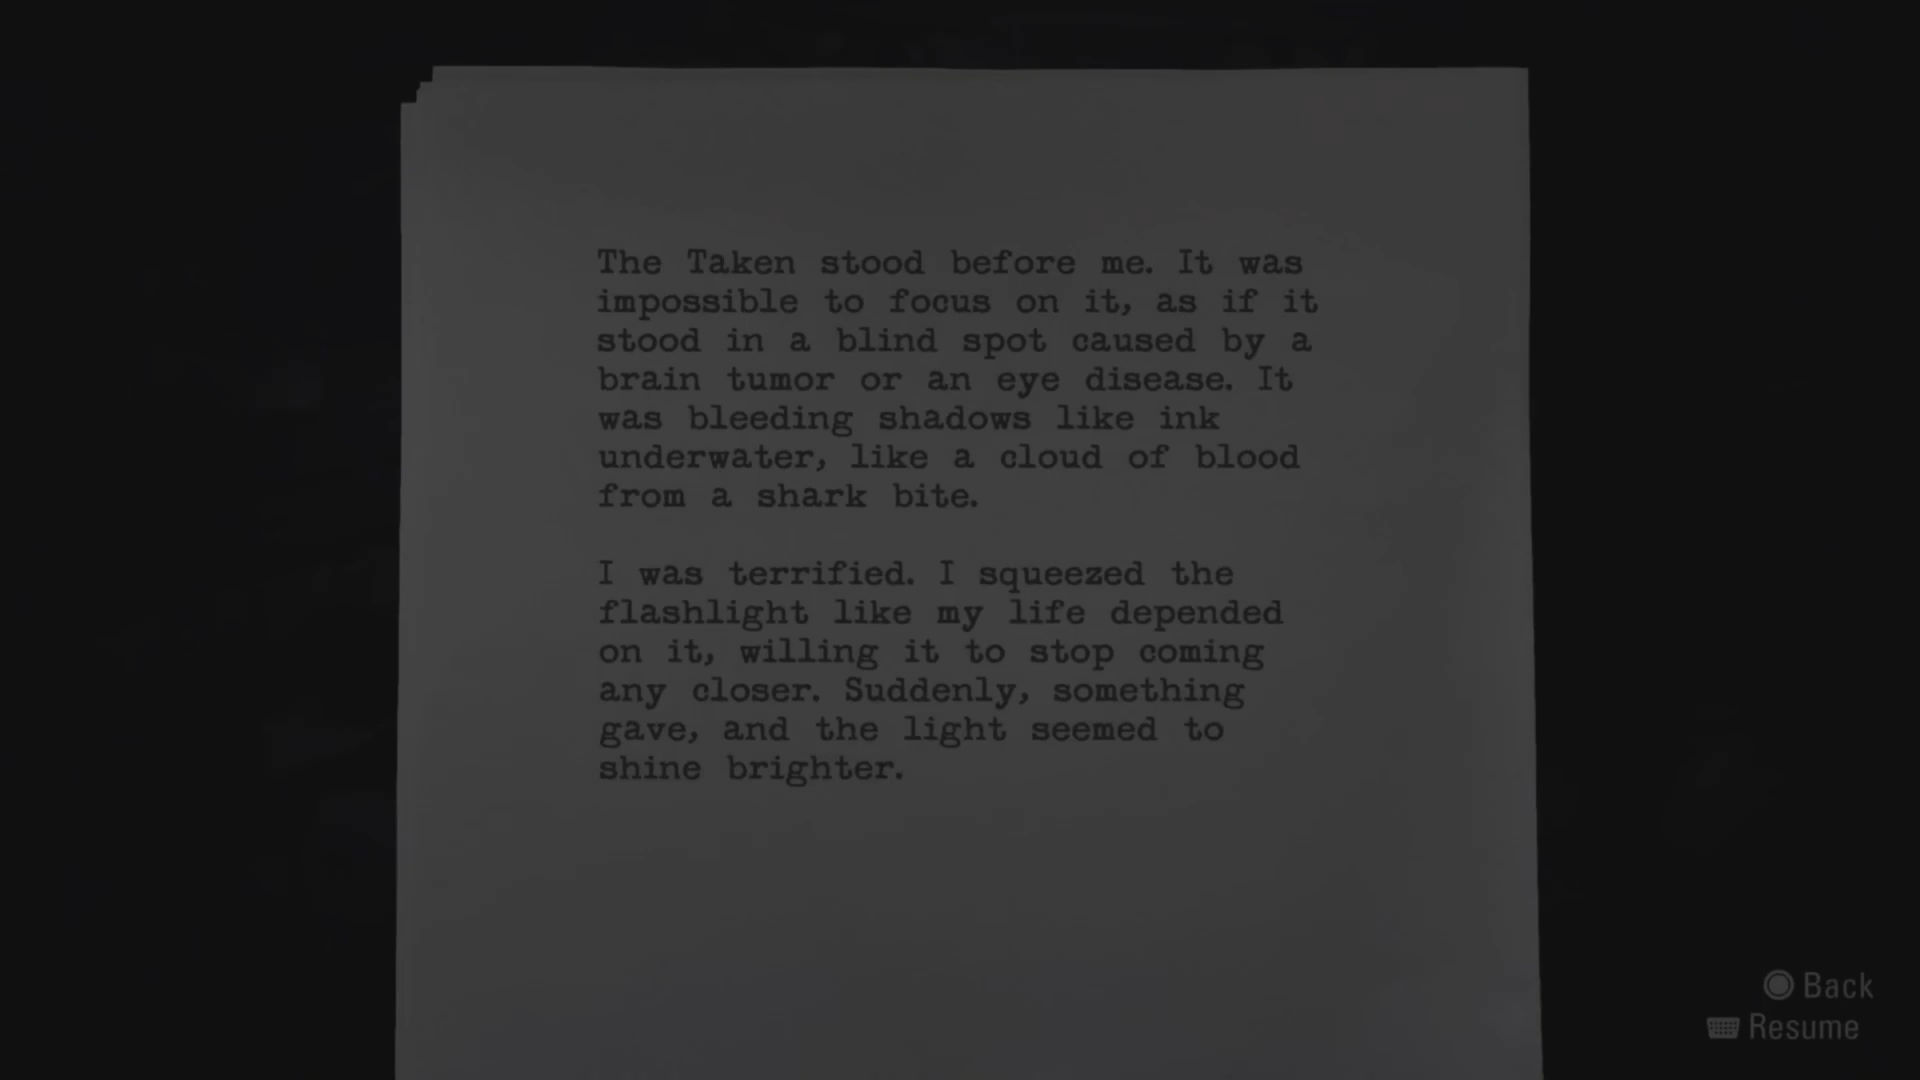 The Taken stood before me. It was
impossible to focus on it, as if it
stood in a blind spot caused by a
brain tumor or an eye disease. It
was bleeding shadows like ink
underwater, like a cloud of blood
from a shark bite.
I was terrified. I squeezed the
flashlight like my life depended
on it, willing it to stop coming
any closer. Suddenly, something
gave, and the light seemed to
shine brighter.
Back
Resume